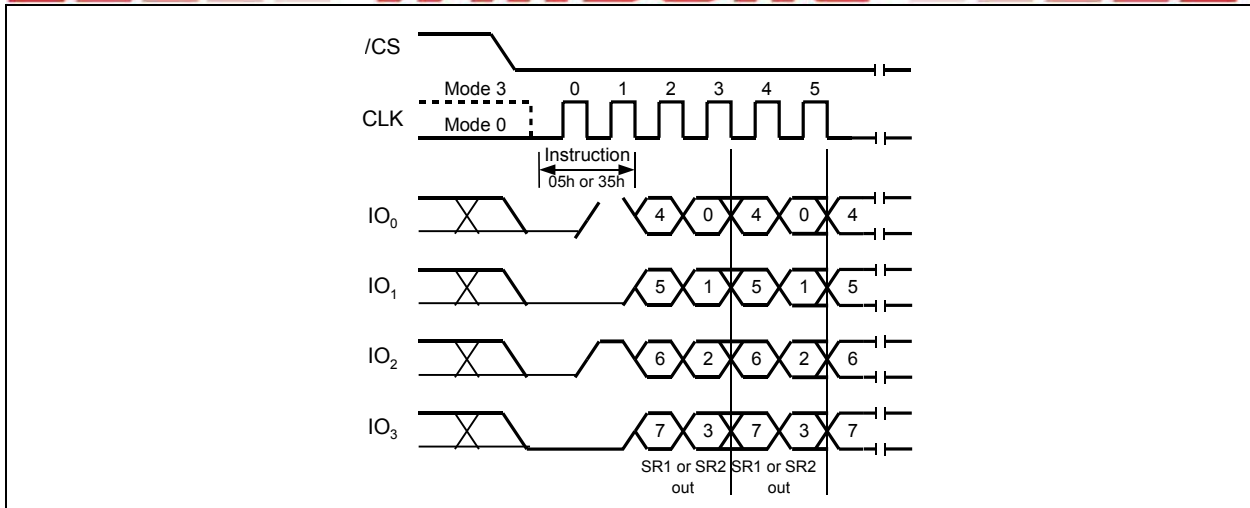 /CS
Mode 3 0 1 2 3 4 5
CLK
Mode 0
Instruction
05h or 35h
IO0 4 0 4 0 4
IO1 5 1 5 1 5
IO2 6 2 6 2 6
IO3 7 3 7 3 7
SR1 or SR2 SR1 or SR2
out out